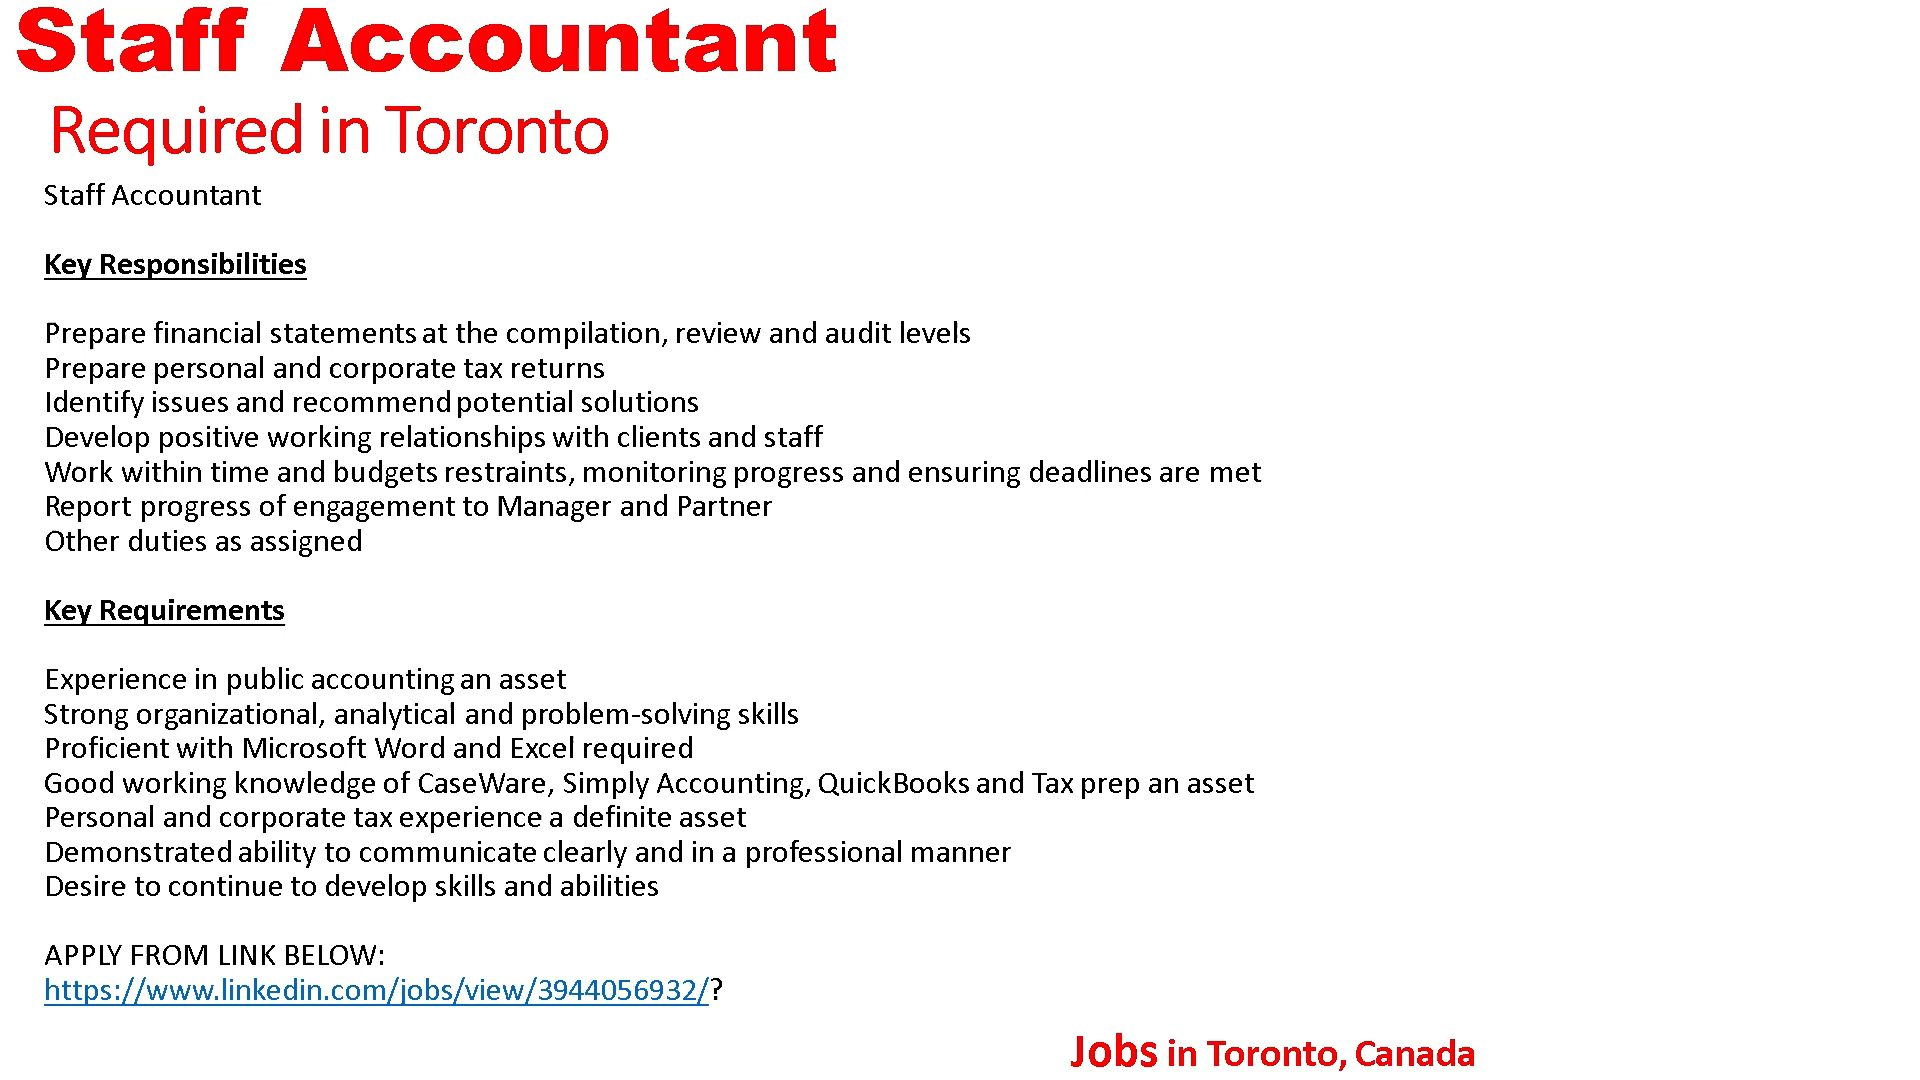 Staff Accountant
Required in Toronto
Staff Accountant
Key Responsibilities
Prepare financial statements at the compilation, review and audit levels
Prepare personal and corporate tax returns
Identify issues and recommend potential solutions
Develop positive working relationships with clients and staff
Work within time and budgets restraints, monitoring progress and ensuring deadlines are met
Report progress of engagement to Manager and Partner
Other duties as assigned
Key Requirements
Experience in public accounting an asset
Strong organizational, analytical and problem-solving skills
Proficient with Microsoft Word and Excel required
Good working knowledge of CaseWare, Simply Accounting, QuickBooks and Tax prep an asset
Personal and corporate tax experience a definite asset
Demonstrated ability to communicate clearly and in a professional manner
Desire to continue to develop skills and abilities
APPLY FROM LINK BELOW:
https://www.linkedin.com/jobs/view/3944056932/?
Jobs in Toronto, Canada